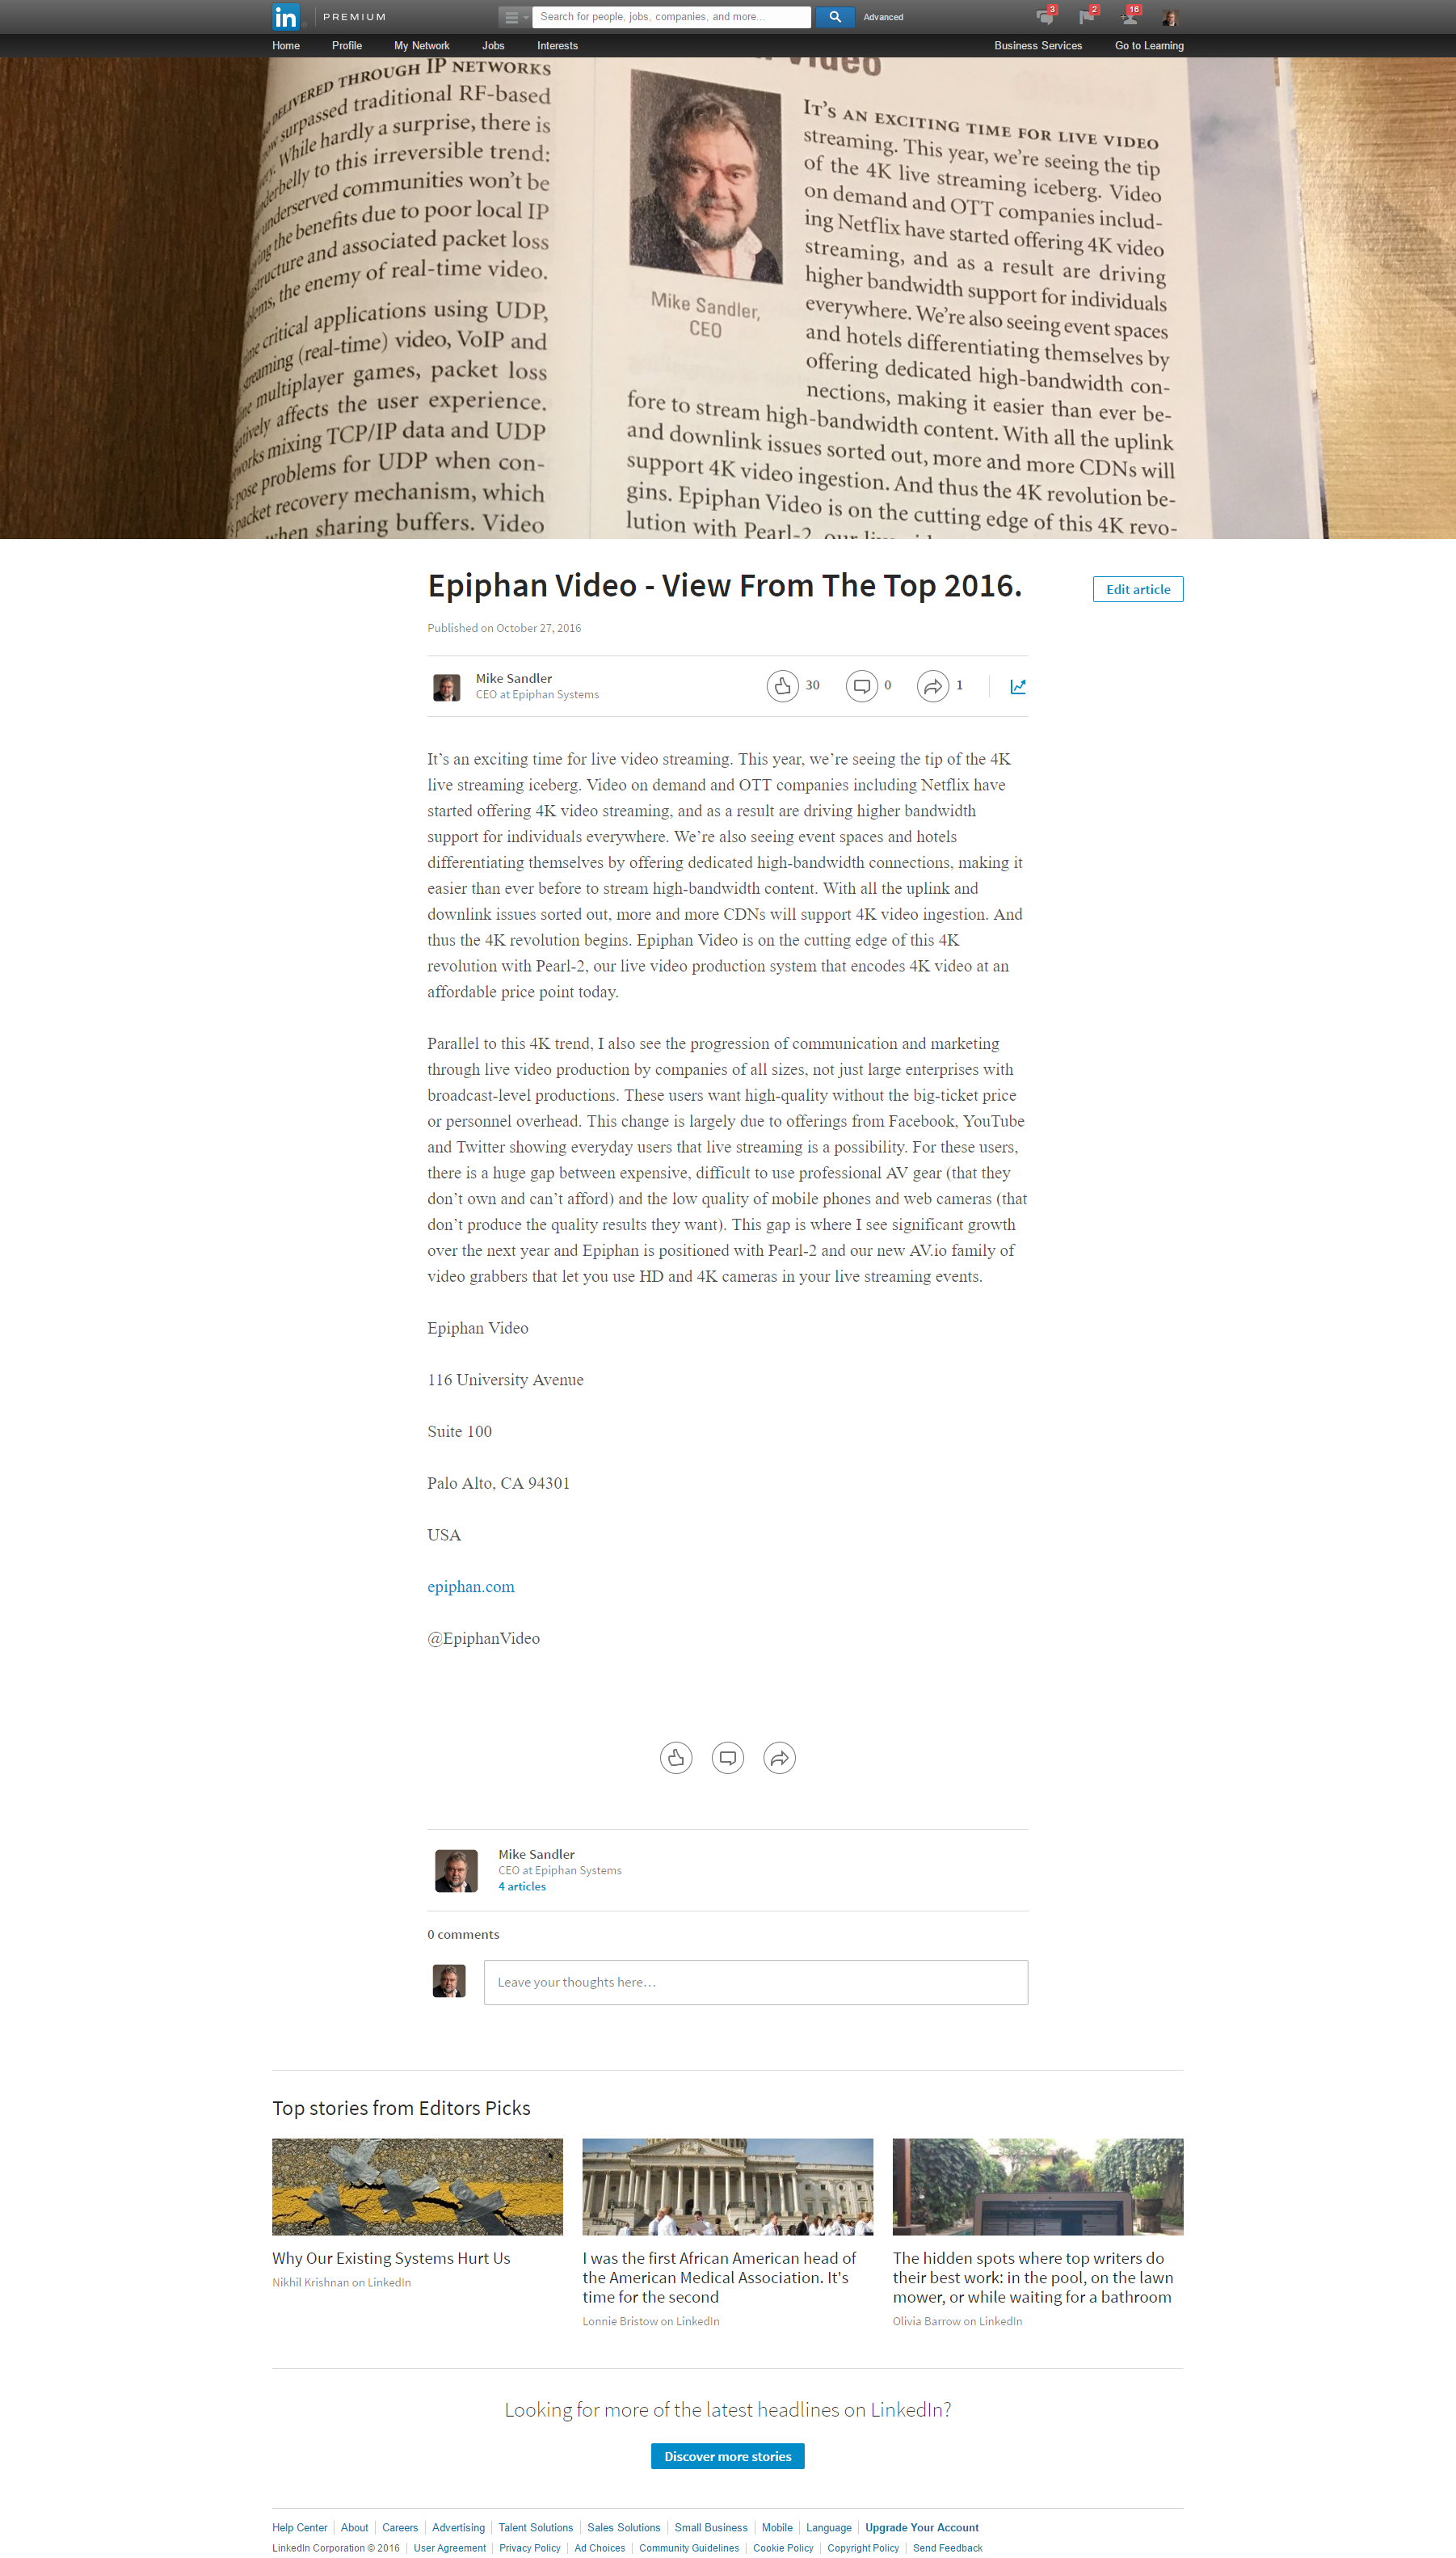 in PREMIUM
Search for people, jobs, companies, and more...
Advanced
3
2
16
Home Profile My Network Jobs Interests Business Services Go to Learning
DELIVERED THROUGH IP NETWORKS
surpassed traditional RF-based
While hardly a surprise, there is
to this irreversible trend:
underserved communities won't be
the benefits due to poor local IP
and associated packet loss
the enemy of real-time video.
critical applications using UDP,
(real-time) video, VoIP and
multiplayer games, packet loss
affects the user experience.
mixing TCP/IP data and UDP
pose problems for UDP when con-
packet recovery mechanism, which
when sharing buffers. Video
Video
Mike Sandler,
CEO
IT'S AN EXCITING TIME FOR LIVE VIDEO
streaming. This year, we're seeing the tip
of the 4K live streaming iceberg. Video
on demand and OTT companies includ-
ing Netflix have started offering 4K video
streaming, and as a result are driving
higher bandwidth support for individuals
everywhere. We're also seeing event spaces
and hotels differentiating themselves by
offering dedicated high-bandwidth con-
nections, making it easier than ever be-
fore to stream high-bandwidth content. With all the uplink
and downlink issues sorted out, more and more CDNs will
support 4K video ingestion. And thus the 4K revolution be-
gins. Epiphan Video is on the cutting edge of this 4K revo-
lution with Pearl-2, our live
Epiphan Video - View From The Top 2016.
Edit article
Published on October 27, 2016
Mike Sandler
CEO at Epiphan Systems
30
0
1
It's an exciting time for live video streaming. This year, we're seeing the tip of the 4K
live streaming iceberg. Video on demand and OTT companies including Netflix have
started offering 4K video streaming, and as a result are driving higher bandwidth
support for individuals everywhere. We're also seeing event spaces and hotels
differentiating themselves by offering dedicated high-bandwidth connections, making it
easier than ever before to stream high-bandwidth content. With all the uplink and
downlink issues sorted out, more and more CDNs will support 4K video ingestion. And
thus the 4K revolution begins. Epiphan Video is on the cutting edge of this 4K
revolution with Pearl-2, our live video production system that encodes 4K video at an
affordable price point today.
Parallel to this 4K trend, I also see the progression of communication and marketing
through live video production by companies of all sizes, not just large enterprises with
broadcast-level productions. These users want high-quality without the big-ticket price
or personnel overhead. This change is largely due to offerings from Facebook, YouTube
and Twitter showing everyday users that live streaming is a possibility. For these users,
there is a huge gap between expensive, difficult to use professional AV gear (that they
don't own and can't afford) and the low quality of mobile phones and web cameras (that
don't produce the quality results they want). This gap is where I see significant growth
over the next year and Epiphan is positioned with Pearl-2 and our new AV.io family of
video grabbers that let you use HD and 4K cameras in your live streaming events.
Epiphan Video
116 University Avenue
Suite 100
Palo Alto, CA 94301
USA
epiphan.com
@EpiphanVideo
Mike Sandler
CEO at Epiphan Systems
4 articles
0 comments
Leave your thoughts here…
Top stories from Editors Picks
Why Our Existing Systems Hurt Us
Nikhil Krishnan on LinkedIn
I was the first African American head of
the American Medical Association. It's
time for the second
Lonnie Bristow on LinkedIn
The hidden spots where top writers do
their best work: in the pool, on the lawn
mower, or while waiting for a bathroom
Olivia Barrow on LinkedIn
Looking for more of the latest headlines on LinkedIn?
Discover more stories
Help Center About Careers Advertising Talent Solutions Sales Solutions Small Business Mobile Language Upgrade Your Account
LinkedIn Corporation © 2016 User Agreement Privacy Policy Ad Choices Community Guidelines Cookie Policy Copyright Policy Send Feedback